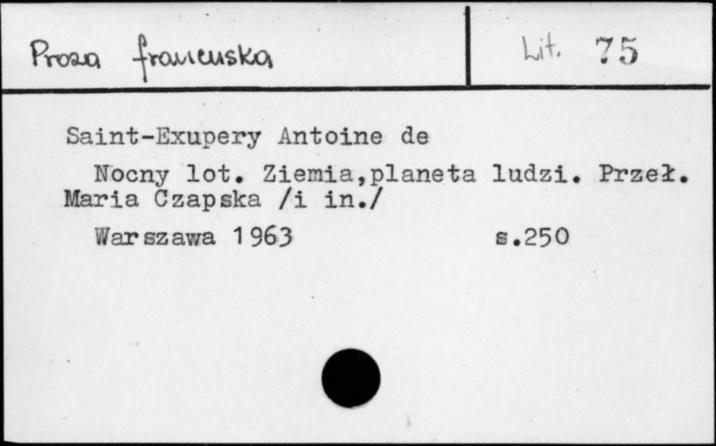 Proza francuska
Lit. 75
Saint-Exupery Antoine de
Nocny lot. Ziemia,planeta ludzi. Przeł.
Maria Czapska /i in./
Warszawa 1963 s.250